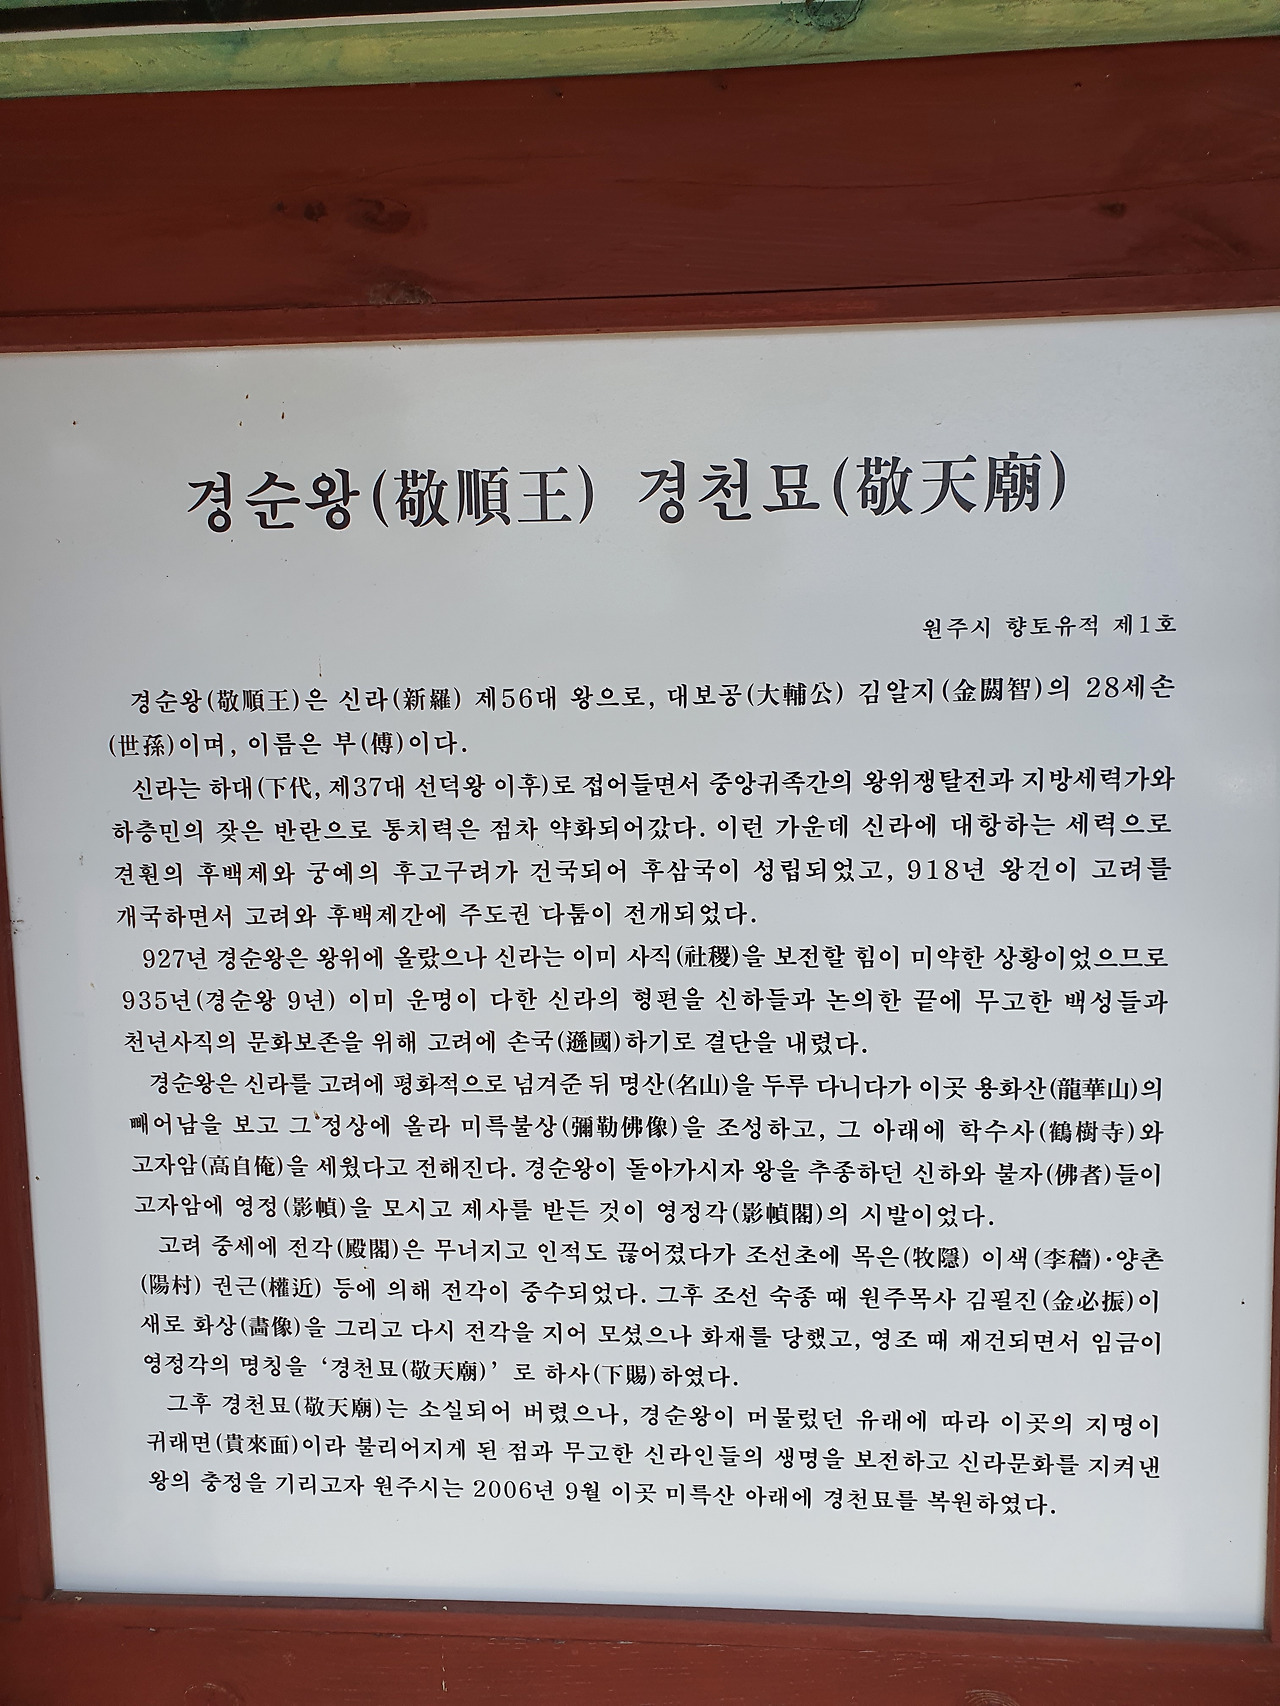 경순왕(敬順王) 경천묘(敬天廟)
원주시 향토유적 제1호
경순왕(敬順王)은 신라(新羅) 제56대 왕으로, 대보공(大輔公) 김알지(金閼智)의 28세손
(世孫)이며, 이름은 부(傅)이다.
신라는 하대(下代, 제37대 선덕왕 이후)로 접어들면서 중앙귀족간의 왕위쟁탈전과 지방세력가와
하층민의 잦은 반란으로 통치력은 점차 약화되어갔다. 이런 가운데 신라에 대항하는 세력으로
견훤의 후백제와 궁예의 후고구려가 건국되어 후삼국이 성립되었고, 918년 왕건이 고려를
개국하면서 고려와 후백제간에 주도권 다툼이 전개되었다.
927년 경순왕은 왕위에 올랐으나 신라는 이미 사직(社稷)을 보전할 힘이 미약한 상황이었으므로
935년(경순왕 9년) 이미 운명이 다한 신라의 형편을 신하들과 논의한 끝에 무고한 백성들과
천년사직의 문화보존을 위해 고려에 손국(遜國)하기로 결단을 내렸다.
경순왕은 신라를 고려에 평화적으로 넘겨준 뒤 명산(名山)을 두루 다니다가 이곳 용화산(龍華山)의
빼어남을 보고 그 정상에 올라 미륵불상(彌勒佛像)을 조성하고, 그 아래에 학수사(鶴樹寺)와
고자암(高自俺)을 세웠다고 전해진다. 경순왕이 돌아가시자 왕을 추종하던 신하와 불자(佛者)들이
고자암에 영정(影幀)을 모시고 제사를 받든 것이 영정각(影幀閣)의 시발이었다.
고려 중세에 전각(殿閣)은 무너지고 인적도 끊어졌다가 조선초에 목은(牧隱) 이색(李穡)·양촌
(陽村) 권근(權近) 등에 의해 전각이 중수되었다. 그후 조선 숙종 때 원주목사 김필진(金必振)이
새로 화상(畵像)을 그리고 다시 전각을 지어 모셨으나 화재를 당했고, 영조 때 재건되면서 임금이
영정각의 명칭을 ‘경천묘(敬天廟)’ 로 하사(下賜)하였다.
그후 경천묘(敬天廟)는 소실되어 버렸으나, 경순왕이 머물렀던 유래에 따라 이곳의 지명이
귀래면(貴來面)이라 불리어지게 된 점과 무고한 신라인들의 생명을 보전하고 신라문화를 지켜낸
왕의 충정을 기리고자 원주시는 2006년 9월 이곳 미륵산 아래에 경천묘를 복원하였다.